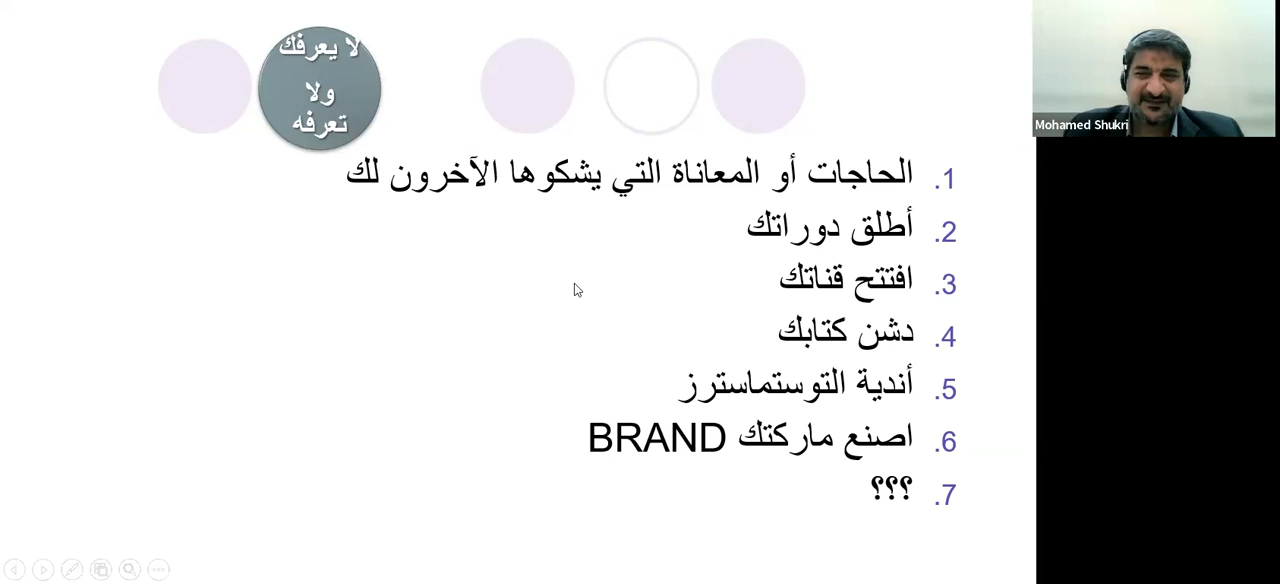 لا يعرفك
ولا
تعرفه
Mohamed Shukri
1. الحاجات أو المعاناة التي يشكوها الآخرون لك
2. أطلق دوراتك
3. افتتح قناتك
4. دشن كتابك
5. أندية التوستماسترز
6. اصنع ماركتك BRAND
7. ؟؟؟